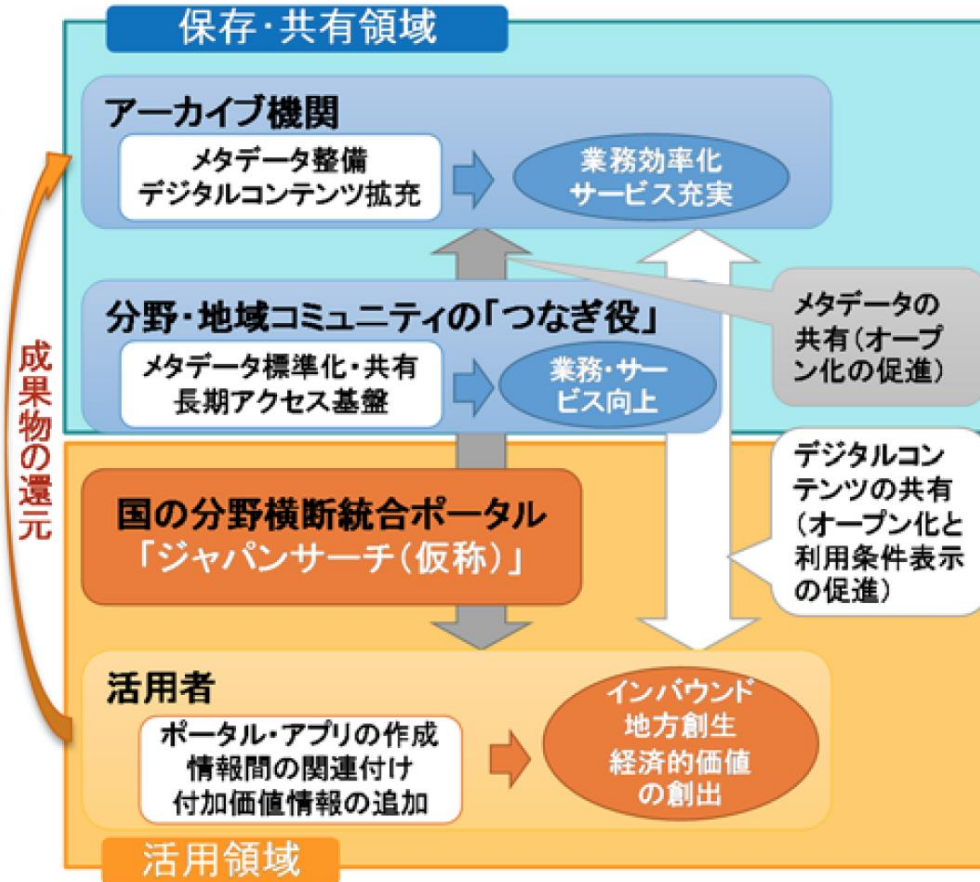 保存・共有領域
アーカイブ機関
メタデータ整備
デジタルコンテンツ拡充
業務効率化
サービス充実
分野・地域コミュニティの「つなぎ役」
メタデータ標準化・共有
長期アクセス基盤
業務・サー
ビス向上
メタデータの
共有（オープ
ン化の促進）
成果物の還元
国の分野横断統合ポータル
「ジャパンサーチ（仮称）」
デジタルコン
テンツの共有
（オープン化と
利用条件表示
の促進）
活用者
ポータル・アプリの作成
情報間の関連付け
付加価値情報の追加
インバウンド
地方創生
経済的価値
の創出
活用領域